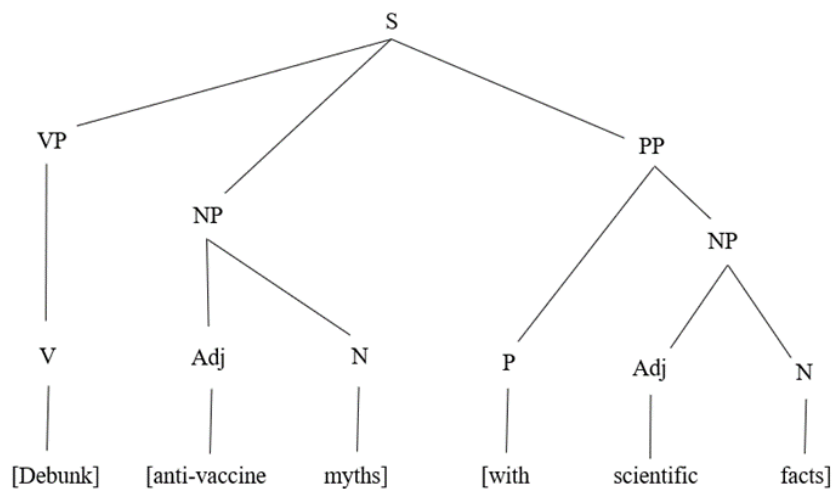 S
VP
PP
NP
NP
V Adj N P Adj N
[Debunk] [anti-vaccine myths] [with scientific facts]